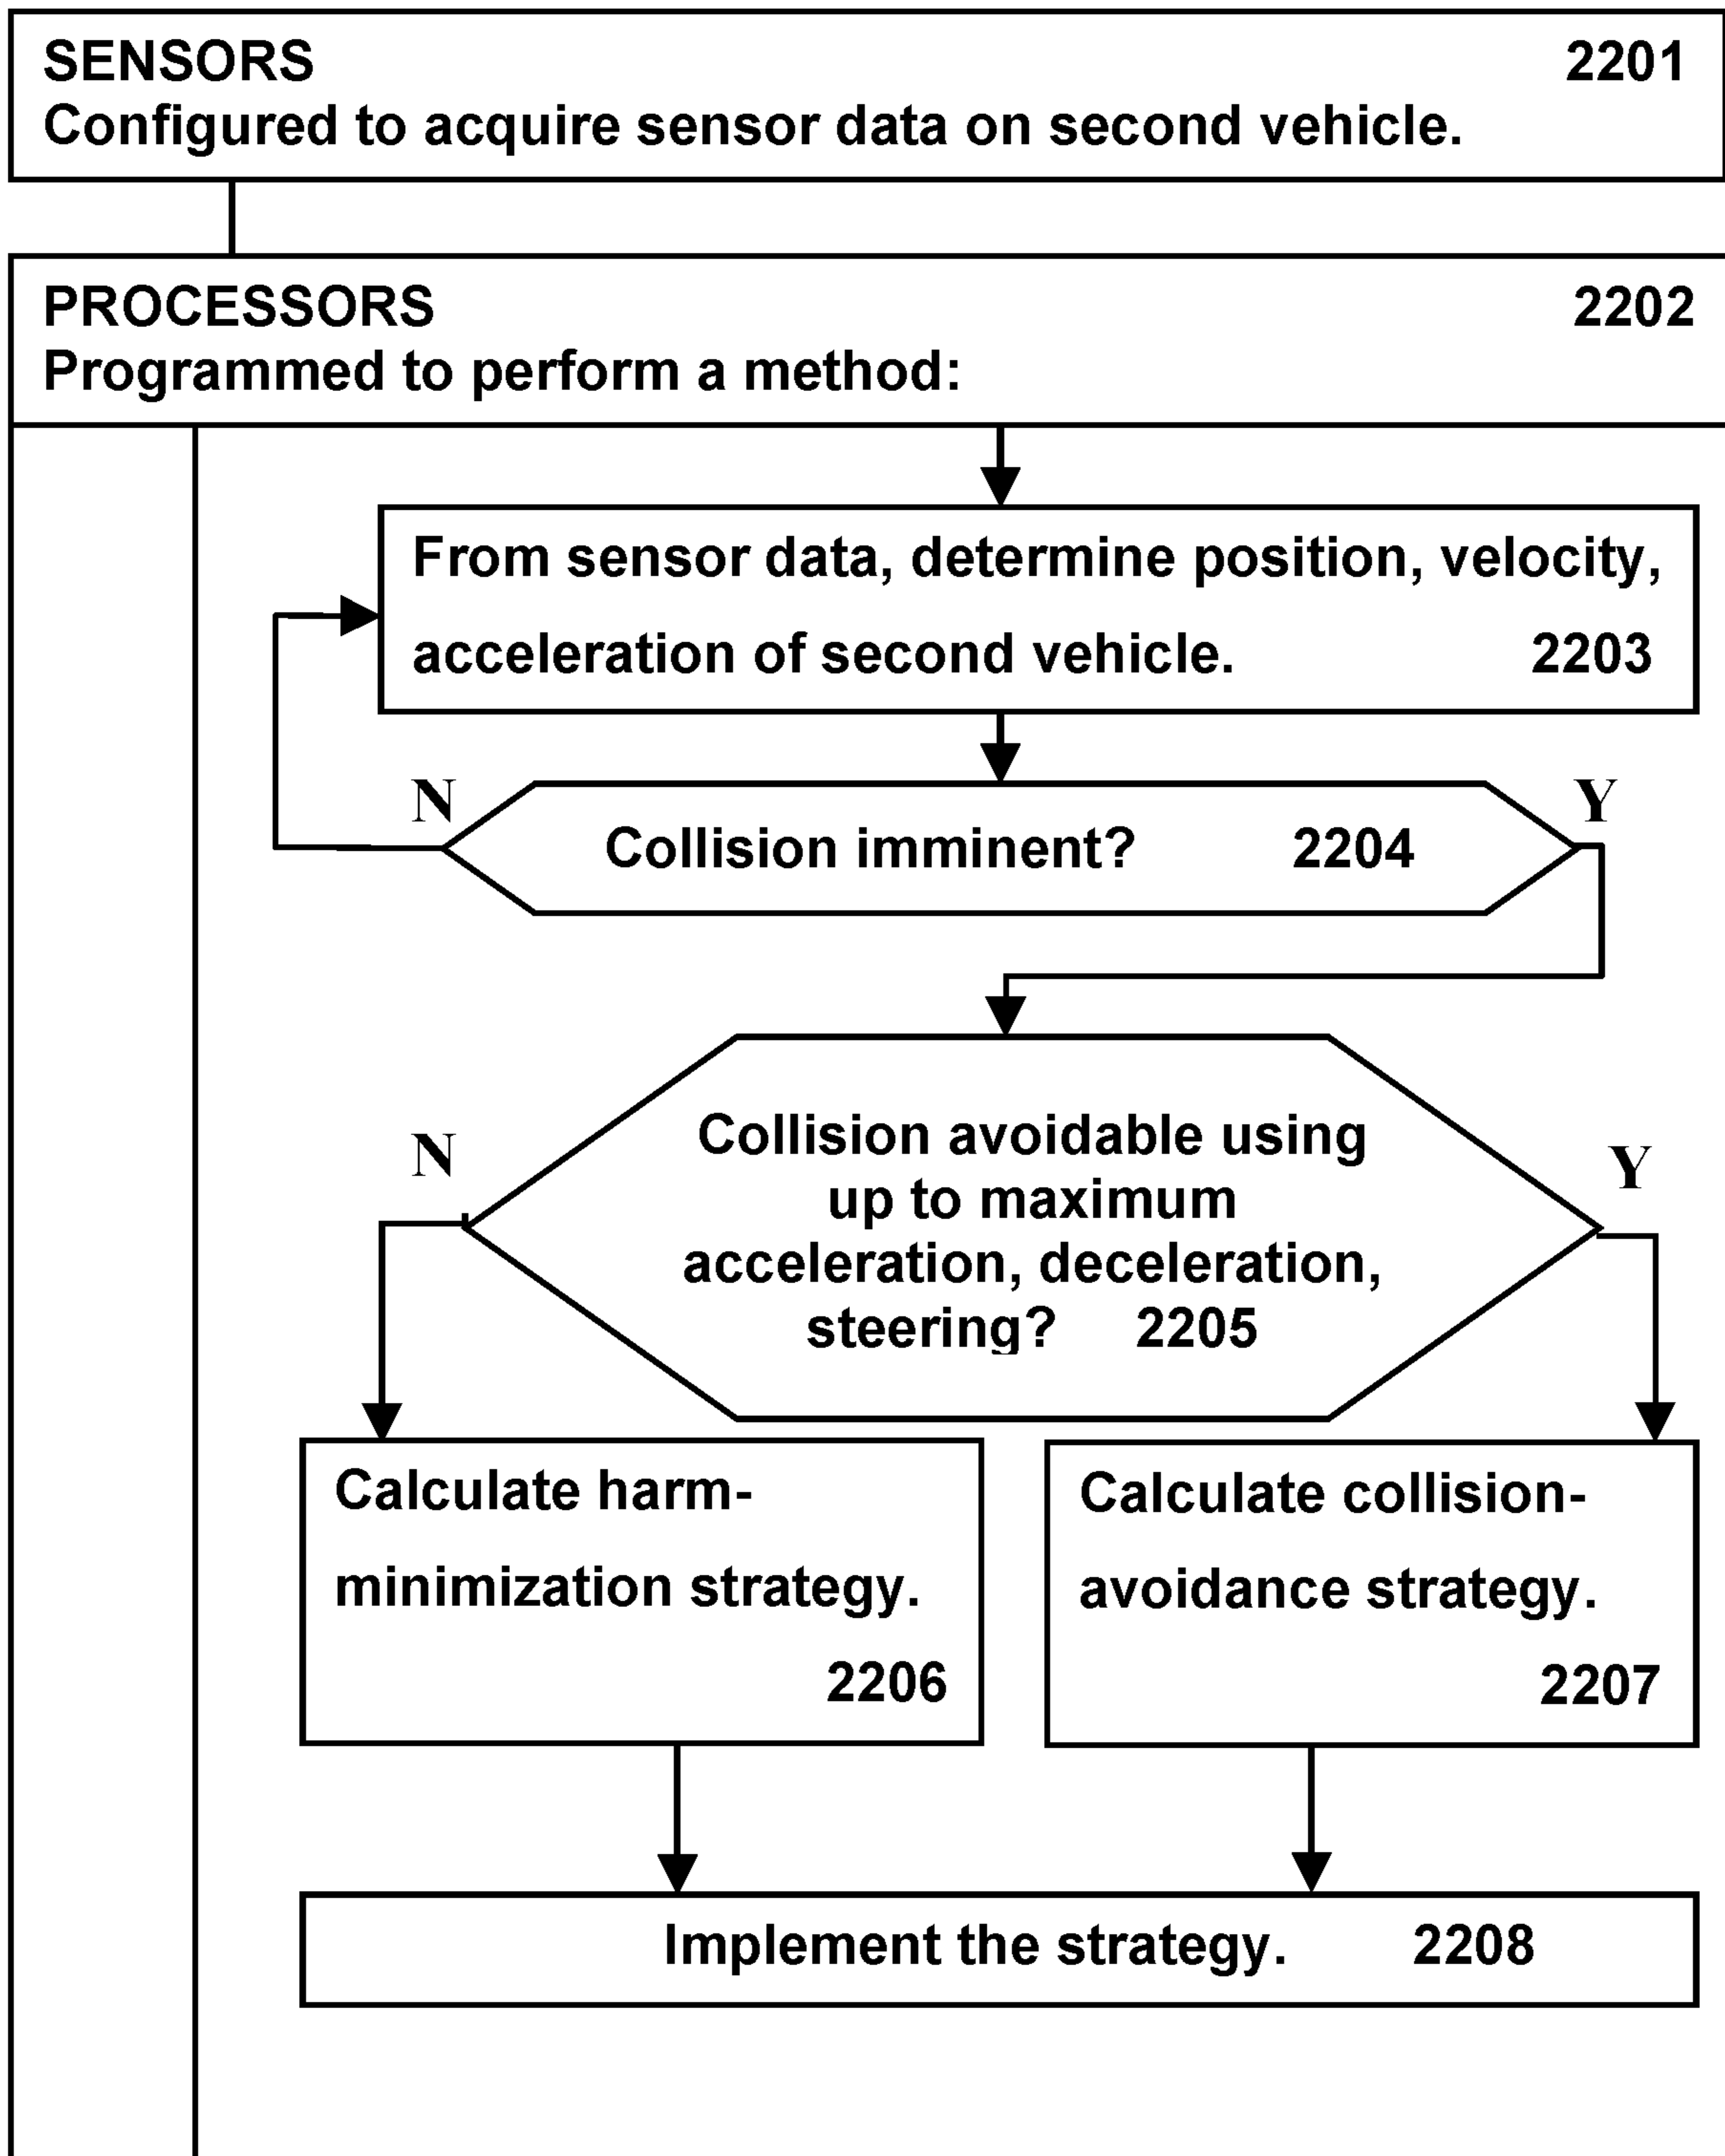 SENSORS 2201
Configured to acquire sensor data on second vehicle.
PROCESSORS 2202
Programmed to perform a method:
From sensor data, determine position, velocity,
acceleration of second vehicle. 2203
N Y
Collision imminent? 2204
Collision avoidable using
N Y
up to maximum
acceleration, deceleration,
steering? 2205
Calculate harm-
minimization strategy.
2206
Calculate collision-
avoidance strategy.
2207
Implement the strategy. 2208